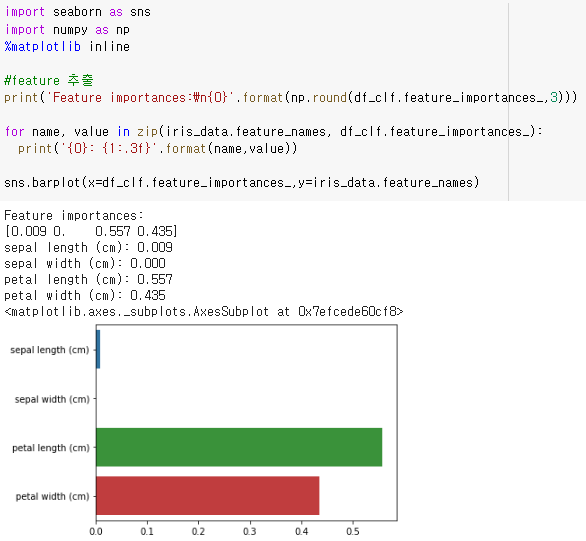 import seaborn as sns
import numpy as np
%matplotlib inline
#feature 추출
print('Feature importances:₩n{0}'.format(np.round(df_clf.feature_importances_,3)))
for name, value in zip(iris_data.feature_names, df_clf.feature_importances_):
  print('{0}: {1:.3f}'.format(name,value))
sns.barplot(x=df_clf.feature_importances_,y=iris_data.feature_names)
Feature importances:
[0.009 0.    0.557 0.435]
sepal length (cm): 0.009
sepal width (cm): 0.000
petal length (cm): 0.557
petal width (cm): 0.435
<matplotlib.axes._subplots.AxesSubplot at 0x7efcede60cf8>
sepal length (cm)
sepal width (cm)
petal length (cm)
petal width (cm)
0.0 0.1 0.2 0.3 0.4 0.5